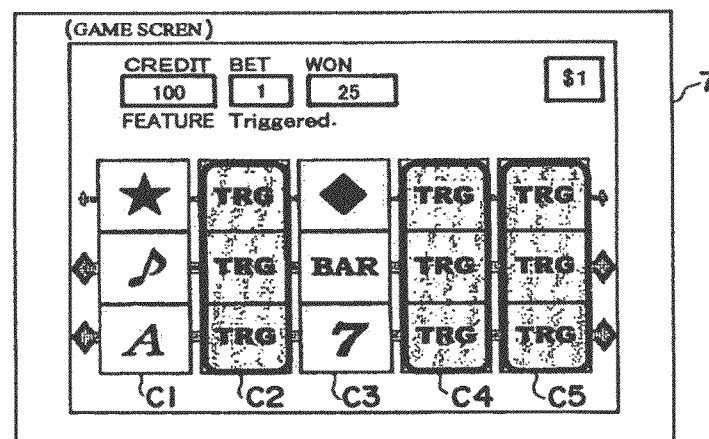 (GAME SCREN)
CREDIT BET WON
100 1 25 $1
FEATURE Triggered.
7
TRG TRG TRG
TRG BAR TRG TRG
A TRG 7 TRG TRG
C1 C2 C3 C4 C5